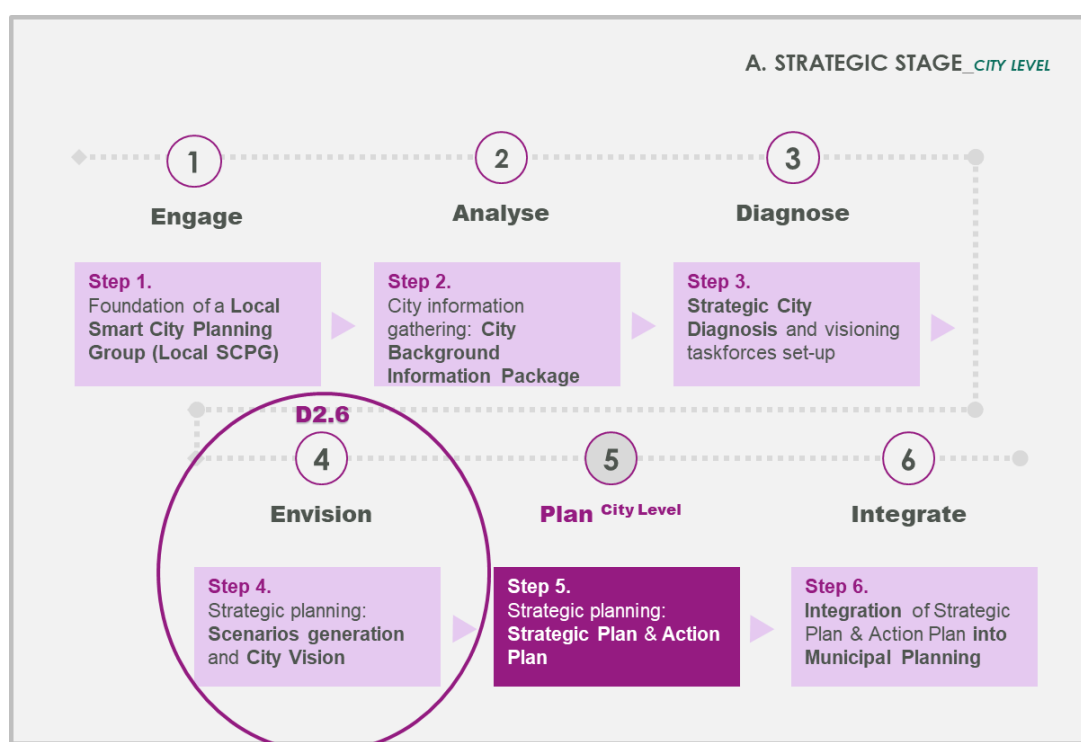 A. STRATEGIC STAGE_CITY LEVEL
1
2
3
Engage
Analyse
Diagnose
Step 1.
Foundation of a Local
Smart City Planning
Group (Local SCPG)
Step 2.
City information
gathering: City
Background
Information Package
Step 3.
Strategic City
Diagnosis and visioning
taskforces set-up
D2.6
4
5
6
Envision
Plan City Level
Integrate
Step 4.
Strategic planning:
Scenarios generation
and City Vision
Step 5.
Strategic planning:
Strategic Plan & Action
Plan
Step 6.
Integration of Strategic
Plan & Action Plan into
Municipal Planning